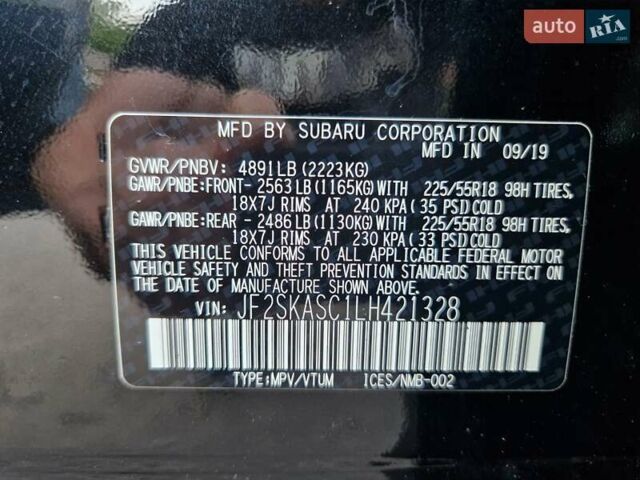 auto RIA.com
MFD BY SUBARU CORPORATION
MFD IN 09/19
GVWR/PNBV: 4891LB (2223KG)
GAWR/PNBE:FRONT- 2563LB (1165KG)WITH 225/55R18 98H TIRES,
18X7J RIMS AT 240 KPA ( 35 PSI)COLD
GAWR/PNBE:REAR - 2486LB (1130KG)WITH 225/55R18 98H TIRES,
18X7J RIMS AT 230 KPA ( 33 PSI)COLD
THIS VEHICLE CONFORMS TO ALL APPLICABLE FEDERAL MOTOR
VEHICLE SAFETY AND THEFT PREVENTION STANDARDS IN EFFECT
ON THE DATE OF MANUFACTURE SHOWN ABOVE.
VIN: JF2SKASC1LH421328
TYPE:MPV/VTUM ICES/NMB-002